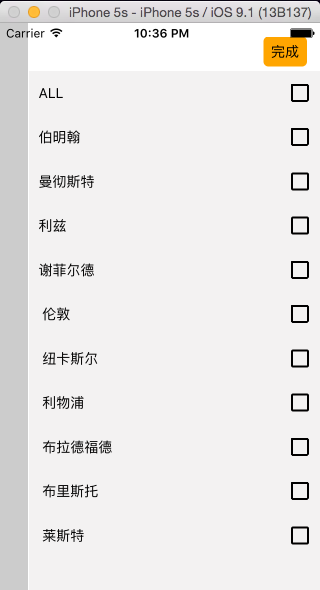 iPhone 5s - iPhone 5s / iOS 9.1 (13B137)
Carrier 10:36 PM
完成
ALL
伯明翰
曼彻斯特
利兹
谢菲尔德
伦敦
纽卡斯尔
利物浦
布拉德福德
布里斯托
莱斯特